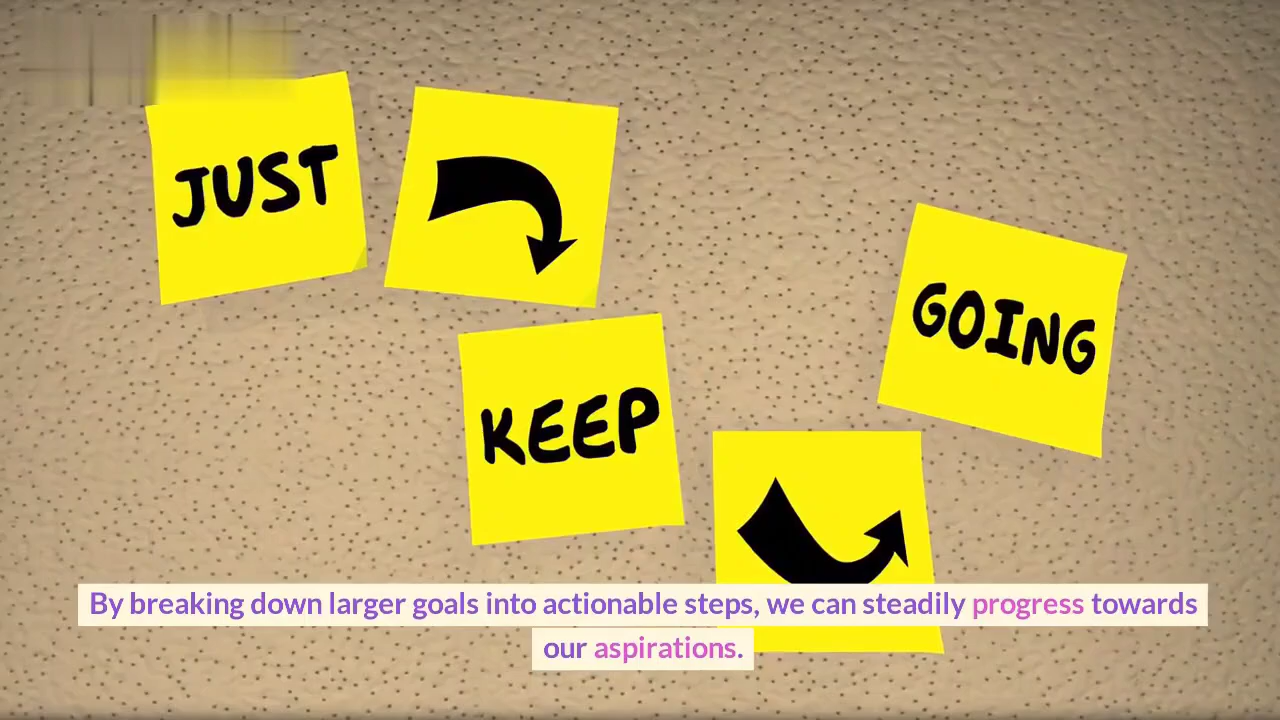 JUST
KEEP
GOING
By breaking down larger goals into actionable steps, we can steadily progress towards
our aspirations.